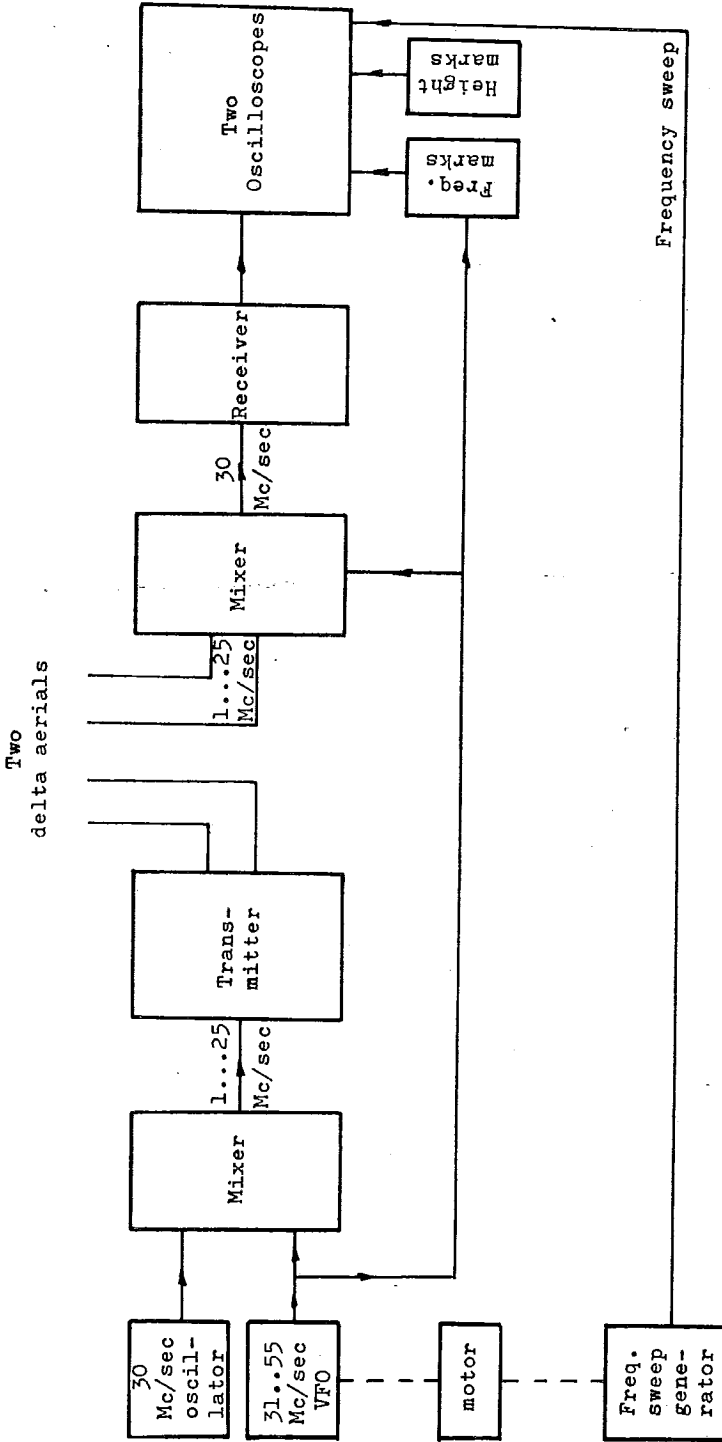 Two
delta aerials
30
Mc/sec
oscil-
lator
31..55
Mc/sec
VFO
motor
Freq.
sweep
gene-
rator
Mixer
1...25
Mc/sec
Trans-
mitter
1...25
Mc/sec
Mixer
30
Mc/sec
Receiver
Two
Oscilloscopes
Freq.
marks
Height
marks
Frequency sweep